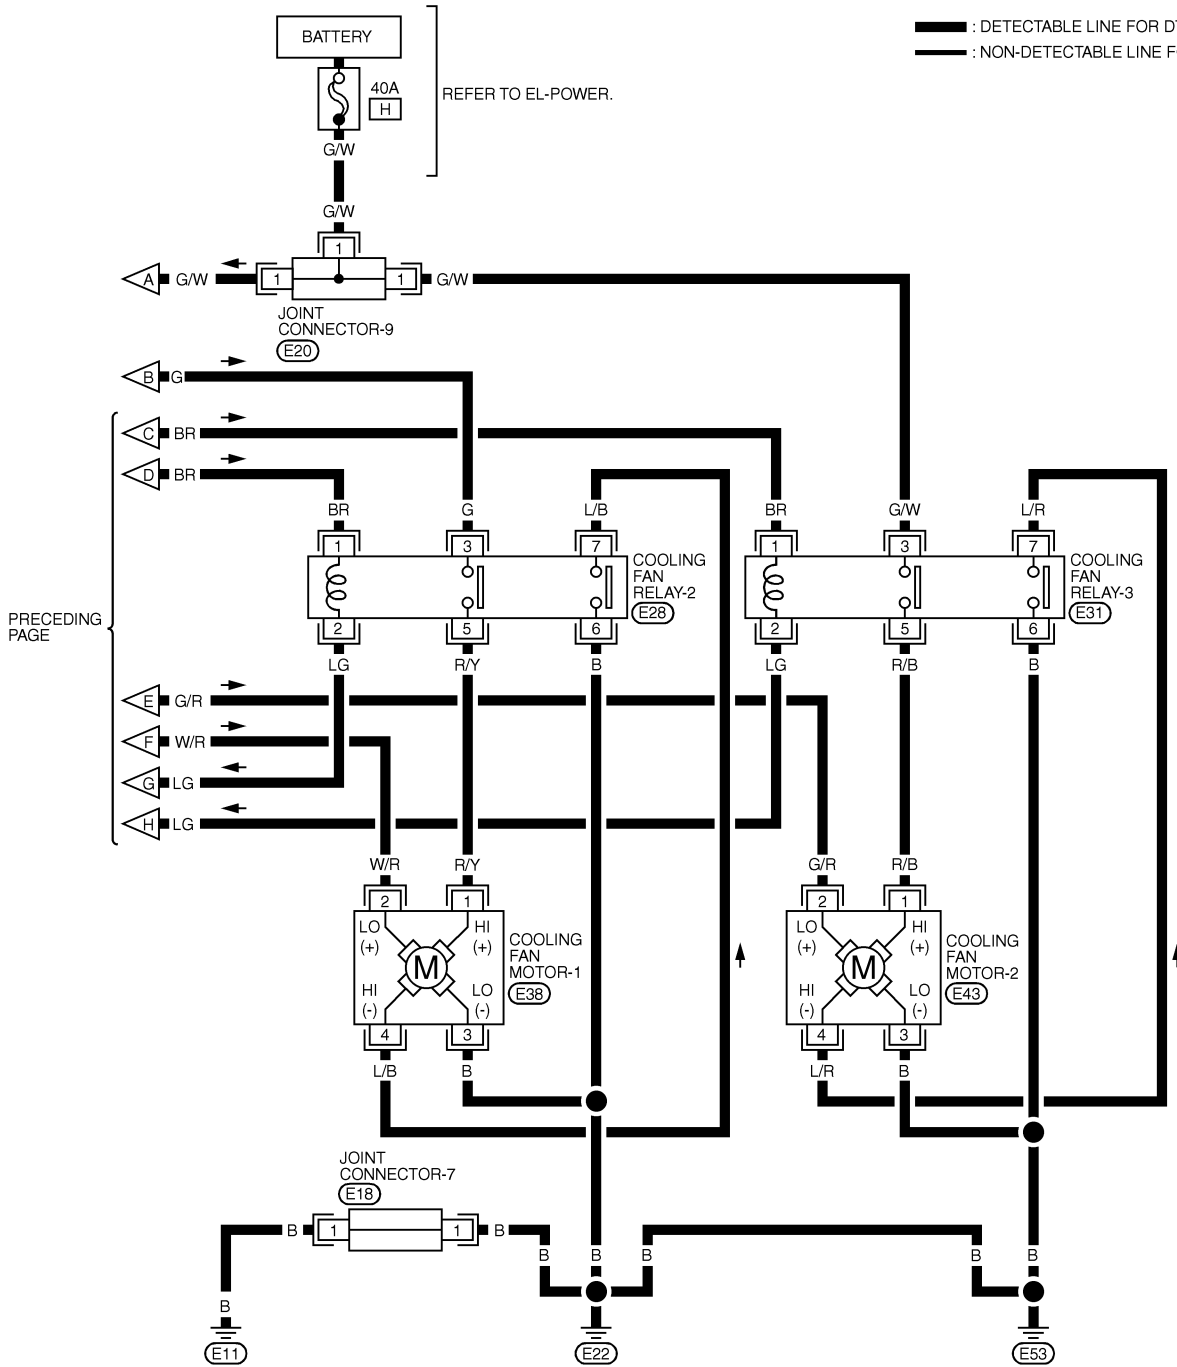 BATTERY
: DETECTABLE LINE FOR
: NON-DETECTABLE LINE
40A
H
REFER TO EL-POWER.
G/W
G/W
1
A G/W 1 1 G/W
JOINT
CONNECTOR-9
E20
B G
C BR
D BR
BR G L/B BR G/W L/R
1 3 7 1 3 7
COOLING
FAN
RELAY-2
E28
COOLING
FAN
RELAY-3
E31
PRECEDING
PAGE
2 5 6 2 5 6
LG R/Y B LG R/B B
E G/R
F W/R
G LG
H LG
W/R R/Y G/R R/B
2 1 2 1
LO HI LO HI
(+) (+) (+) (+)
M M
COOLING
FAN
MOTOR-1
E38
COOLING
FAN
MOTOR-2
E43
HI LO HI LO
(-) (-) (-) (-)
4 3 4 3
L/B B L/R B
JOINT
CONNECTOR-7
E18
B 1 1 B
B B B B B
B
E11 E22 E53